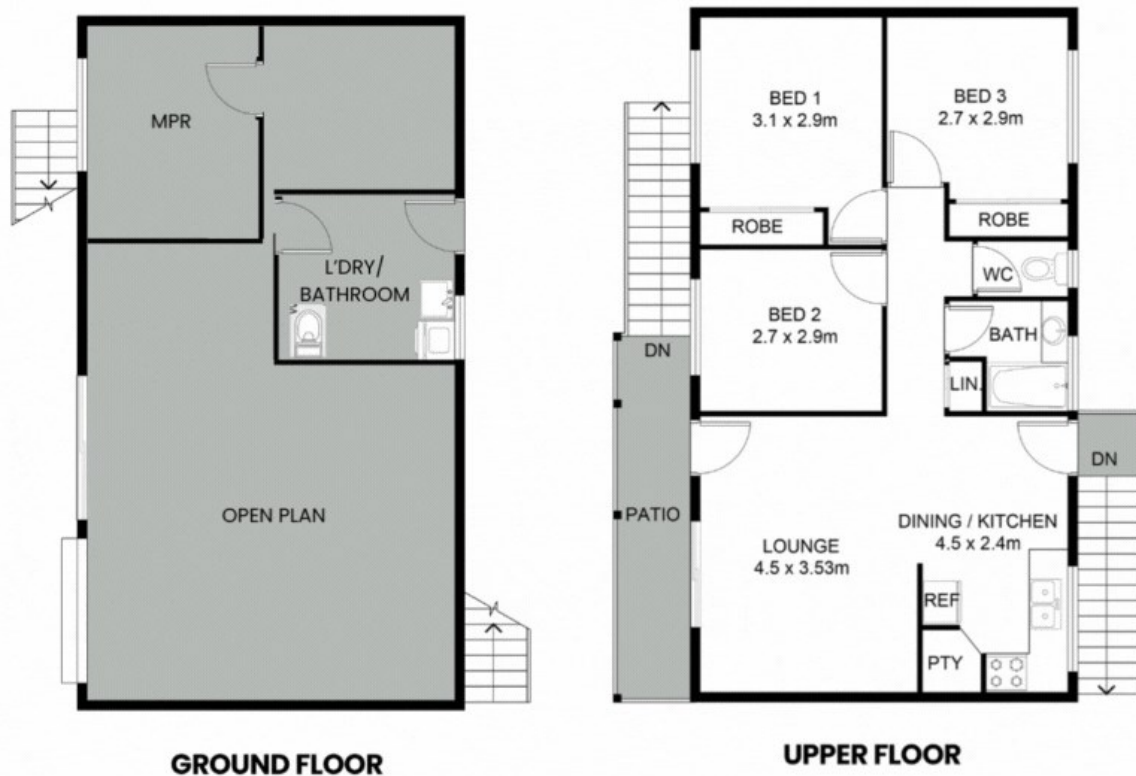 MPR
L'DRY/
BATHROOM
OPEN PLAN
GROUND FLOOR
BED 1
3.1 x 2.9m
BED 3
2.7 x 2.9m
ROBE
ROBE
WC
BED 2
2.7 x 2.9m
BATH
LIN.
DN
DN
PATIO
LOUNGE
4.5 x 3.53m
DINING / KITCHEN
4.5 x 2.4m
REF
PTY
UPPER FLOOR